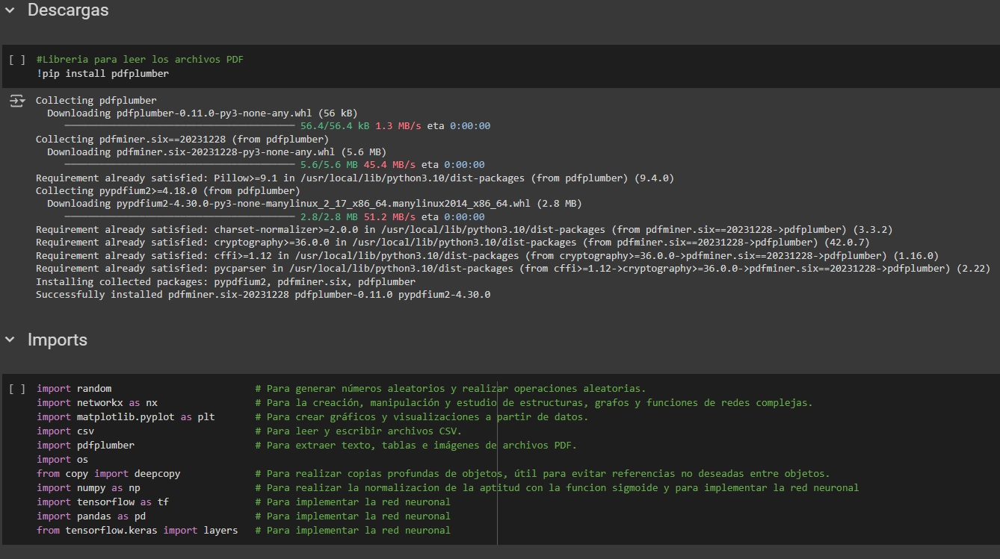 Descargas
[ ] #Libreria para leer los archivos PDF
!pip install pdfplumber
Collecting pdfplumber
Downloading pdfplumber-0.11.0-py3-none-any.whl (56 kB)
56.4/56.4 kB 1.3 MB/s eta 0:00:00
Collecting pdfminer.six==20231228 (from pdfplumber)
Downloading pdfminer.six-20231228-py3-none-any.whl (5.6 MB)
5.6/5.6 MB 45.4 MB/s eta 0:00:00
Requirement already satisfied: Pillow>=9.1 in /usr/local/lib/python3.10/dist-packages (from pdfplumber) (9.4.0)
Collecting pypdfium2>=4.18.0 (from pdfplumber)
Downloading pypdfium2-4.30.0-py3-none-manylinux_2_17_x86_64.manylinux2014_x86_64.whl (2.8 MB)
2.8/2.8 MB 51.2 MB/s eta 0:00:00
Requirement already satisfied: charset-normalizer>=2.0.0 in /usr/local/lib/python3.10/dist-packages (from pdfminer.six==20231228->pdfplumber) (3.3.2)
Requirement already satisfied: cryptography>=36.0.0 in /usr/local/lib/python3.10/dist-packages (from pdfminer.six==20231228->pdfplumber) (42.0.7)
Requirement already satisfied: cffi>=1.12 in /usr/local/lib/python3.10/dist-packages (from cryptography>=36.0.0->pdfminer.six==20231228->pdfplumber) (1.16.0)
Requirement already satisfied: pycparser in /usr/local/lib/python3.10/dist-packages (from cffi>=1.12->cryptography>=36.0.0->pdfminer.six==20231228->pdfplumber) (2.22)
Installing collected packages: pypdfium2, pdfminer.six, pdfplumber
Successfully installed pdfminer.six-20231228 pdfplumber-0.11.0 pypdfium2-4.30.0
Imports
[ ] import random # Para generar números aleatorios y realizar operaciones aleatorias.
import networkx as nx # Para la creación, manipulación y estudio de estructuras, grafos y funciones de redes complejas.
import matplotlib.pyplot as plt # Para crear gráficos y visualizaciones a partir de datos.
import csv # Para leer y escribir archivos CSV.
import pdfplumber # Para extraer texto, tablas e imágenes de archivos PDF.
import os
from copy import deepcopy # Para realizar copias profundas de objetos, útil para evitar referencias no deseadas entre objetos.
import numpy as np # Para realizar la normalizacion de la aptitud con la funcion sigmoide y para implementar la red neuronal
import tensorflow as tf # Para implementar la red neuronal
import pandas as pd # Para implementar la red neuronal
from tensorflow.keras import layers # Para implementar la red neuronal